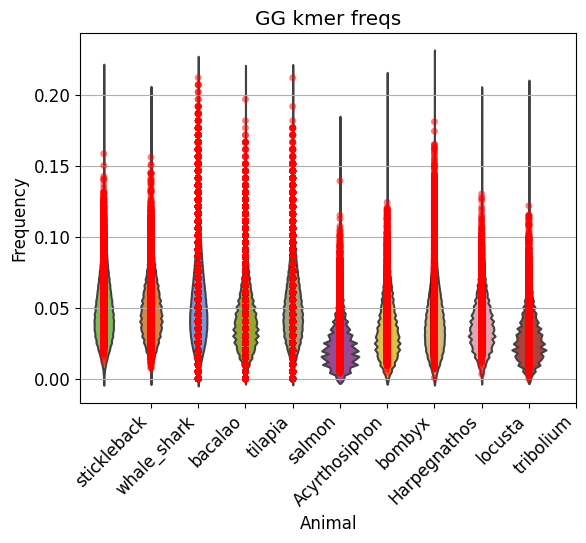 GG kmer freqs
Frequency
0.20
0.15
0.10
0.05
0.00
stickleback
whale_shark
bacalao
tilapia
salmon
Acyrthosiphon
bombyx
Harpegnathos
locusta
tribolium
Animal